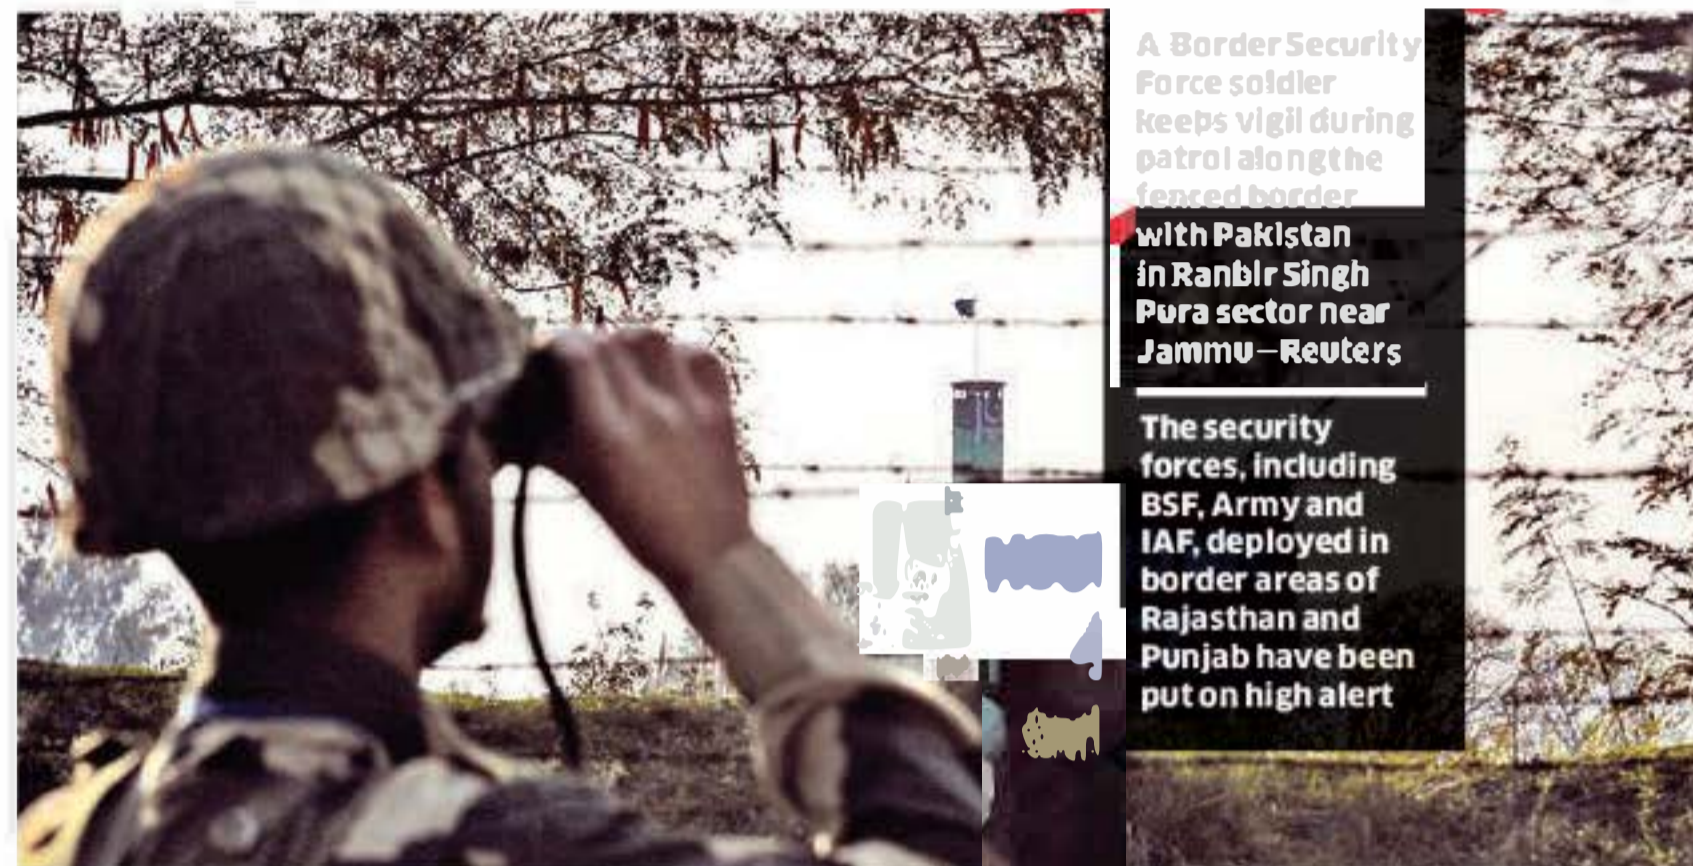 A Border Security
Force soldier
keeps vigil during
patrol along the
fenced border
with Pakistan
in Ranbir Singh
Pura sector near
Jammu—Reuters
The security
forces, including
BSF, Army and
IAF, deployed in
border areas of
Rajasthan and
Punjab have been
put on high alert